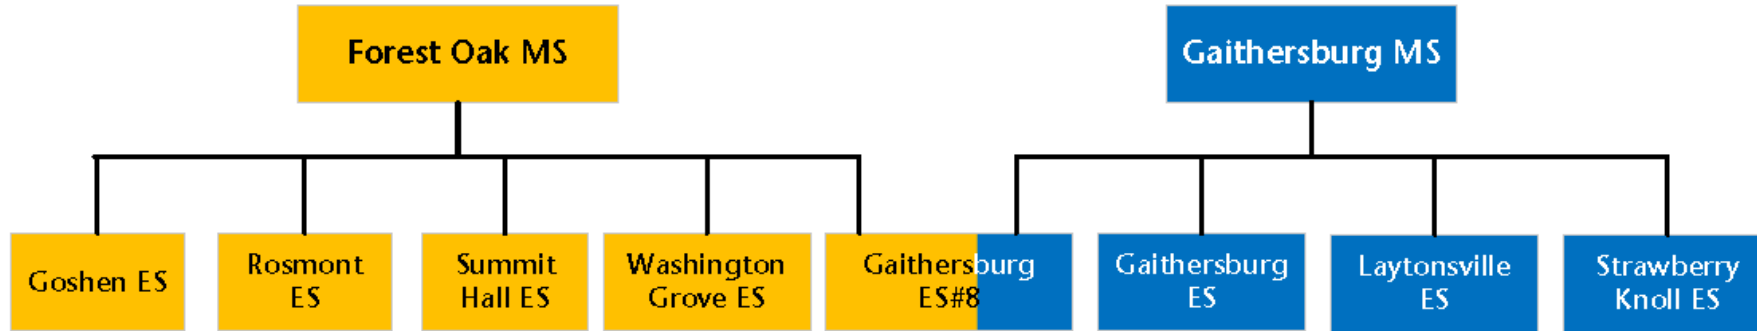 Forest Oak MS
Gaithersburg MS
Goshen ES
Rosmont
ES
Summit
Hall ES
Washington
Grove ES
Gaithersburg
ES#8
Gaithersburg
ES
Laytonsville
ES
Strawberry
Knoll ES